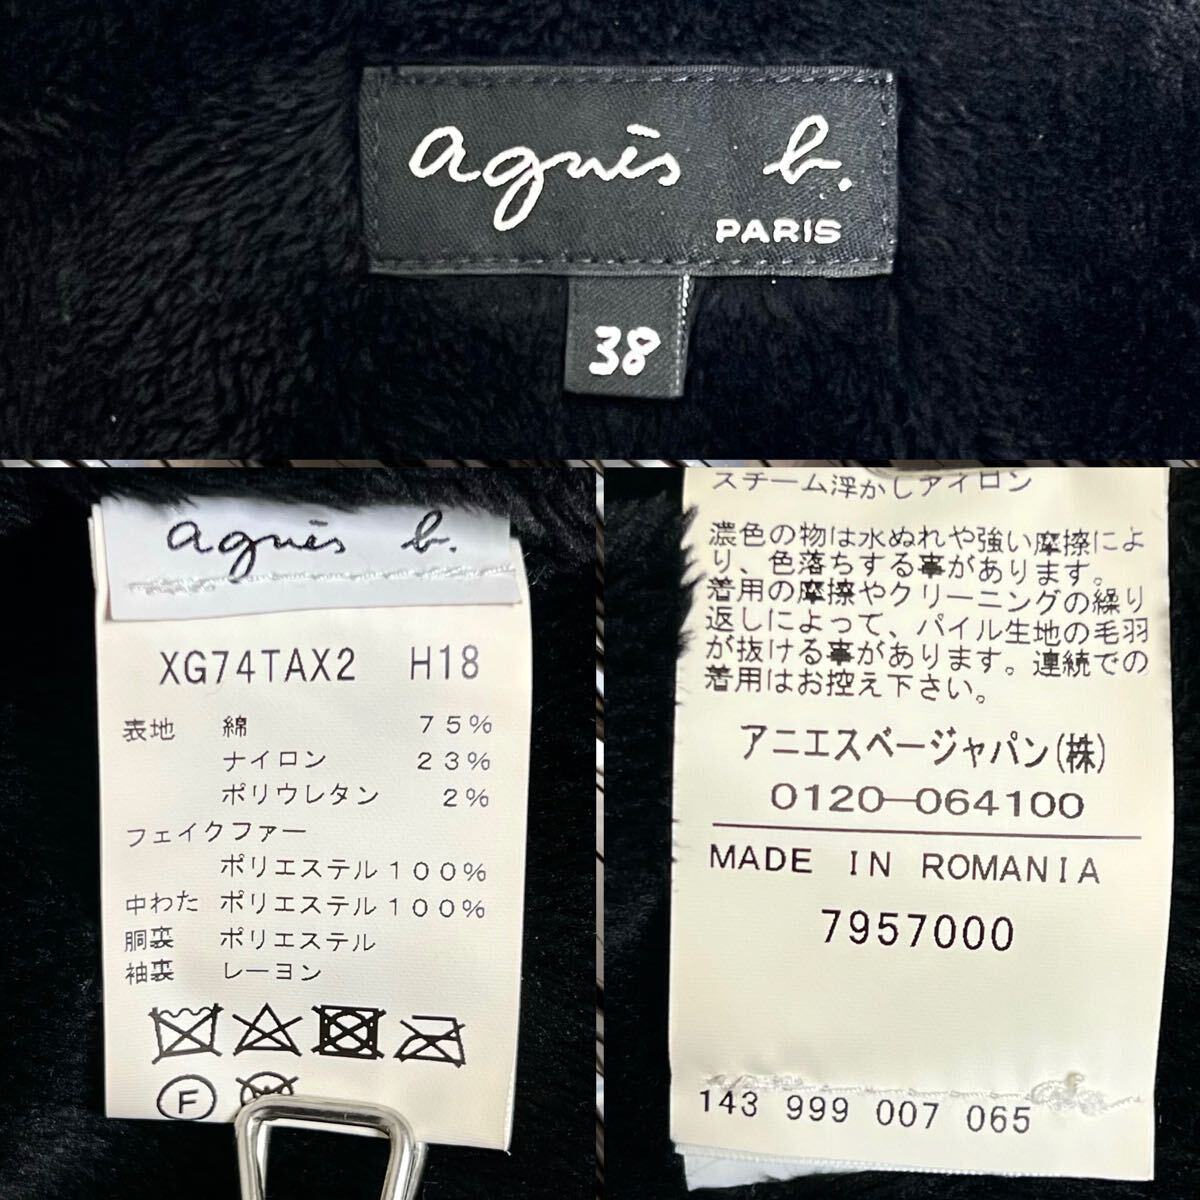 agnès b.
PARIS
38
agnès b.
XG74TAX2 H18
表地 綿 75%
ナイロン 23%
ポリウレタン 2%
フェイクファー
ポリエステル 100%
中わた ポリエステル 100%
胴裏 ポリエステル
袖裏 レーヨン
F
スチーム浮かしアイロン
濃色の物は水ぬれや強い摩擦によ
り、色落ちする事があります。
着用の摩擦やクリーニングの繰り
返しによって、パイル生地の毛羽
が抜ける事があります。連続での
着用はお控え下さい。
アニエスベージャパン(株)
0120-064100
MADE IN ROMANIA
7957000
143 999 007 065